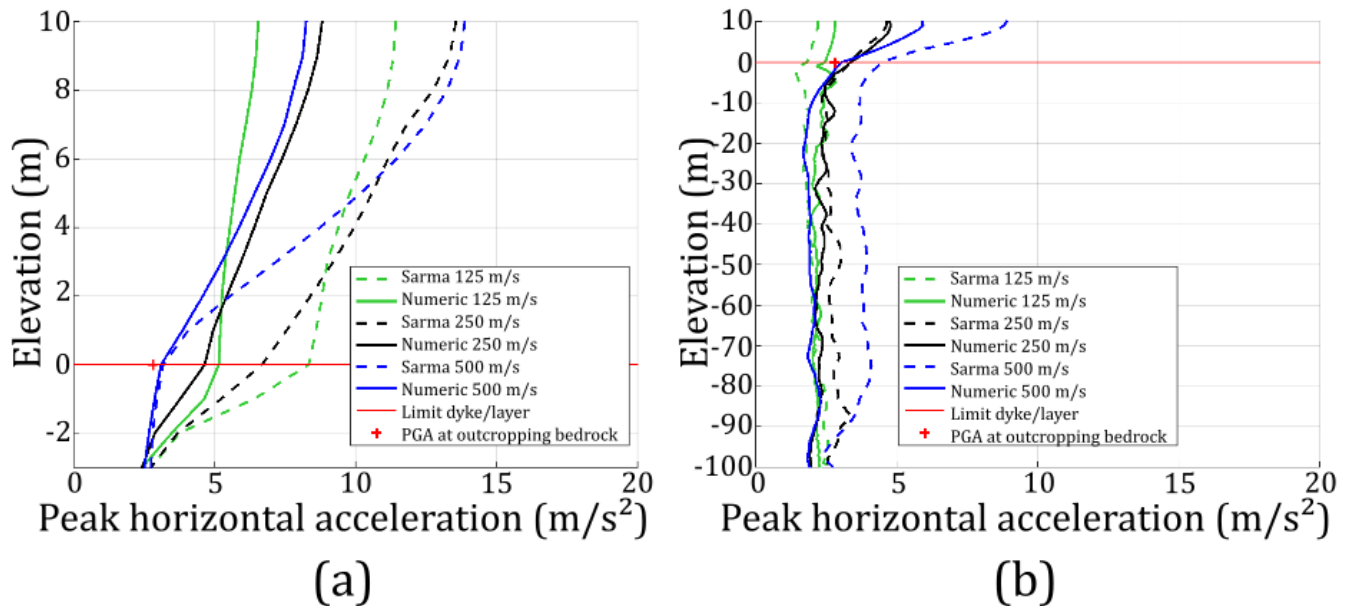 10
8
6
4
2
0
-2
Elevation (m)
Sarma 125 m/s
Numeric 125 m/s
Sarma 250 m/s
Numeric 250 m/s
Sarma 500 m/s
Numeric 500 m/s
Limit dyke/layer
PGA at outcropping bedrock
0 5 10 15 20
Peak horizontal acceleration (m/s²)
(a)
10
0
-10
-20
-30
-40
-50
-60
-70
-80
-90
-100
Elevation (m)
Sarma 125 m/s
Numeric 125 m/s
Sarma 250 m/s
Numeric 250 m/s
Sarma 500 m/s
Numeric 500 m/s
Limit dyke/layer
PGA at outcropping bedrock
0 5 10 15 20
Peak horizontal acceleration (m/s²)
(b)